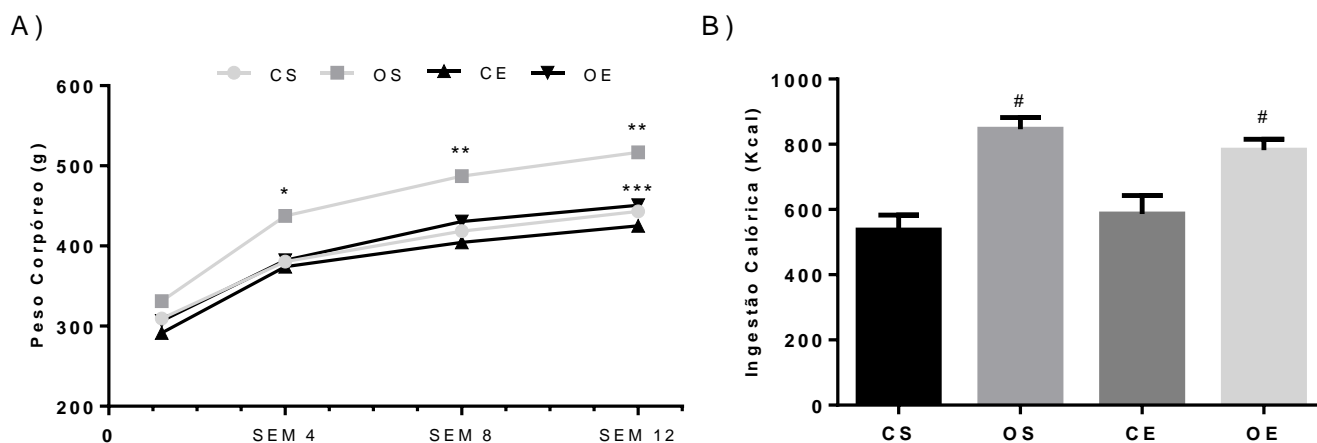 A)
CS OS CE OE
Peso Corpóreo (g)
600
500
400
300
200
*
**
**
***
0 SEM 4 SEM 8 SEM 12
B)
Ingestão Calórica (Kcal)
1000
800
600
400
200
0
#
#
CS OS CE OE